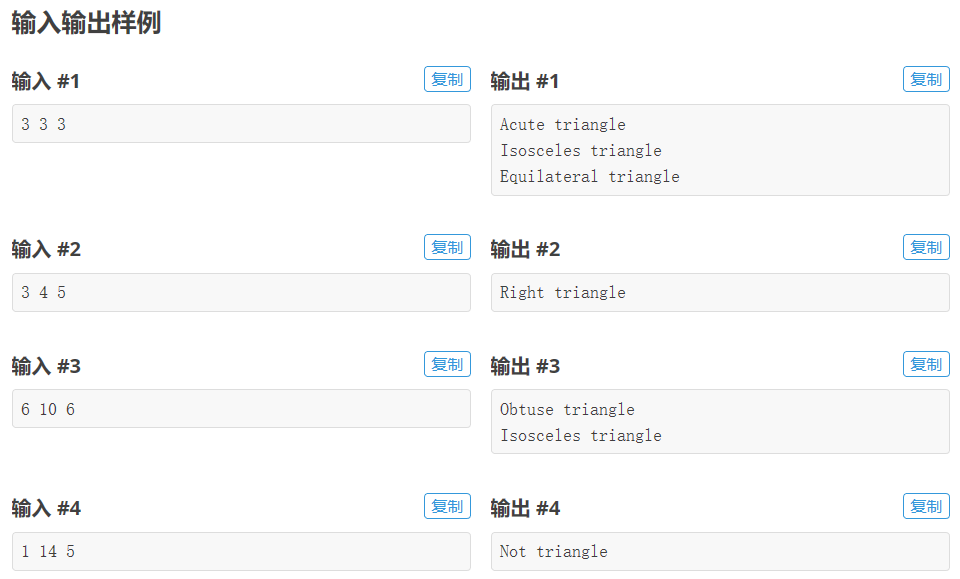 输入输出样例
输入 #1
复制
3 3 3
输出 #1
复制
Acute triangle
Isosceles triangle
Equilateral triangle
输入 #2
复制
3 4 5
输出 #2
复制
Right triangle
输入 #3
复制
6 10 6
输出 #3
复制
Obtuse triangle
Isosceles triangle
输入 #4
复制
1 14 5
输出 #4
复制
Not triangle